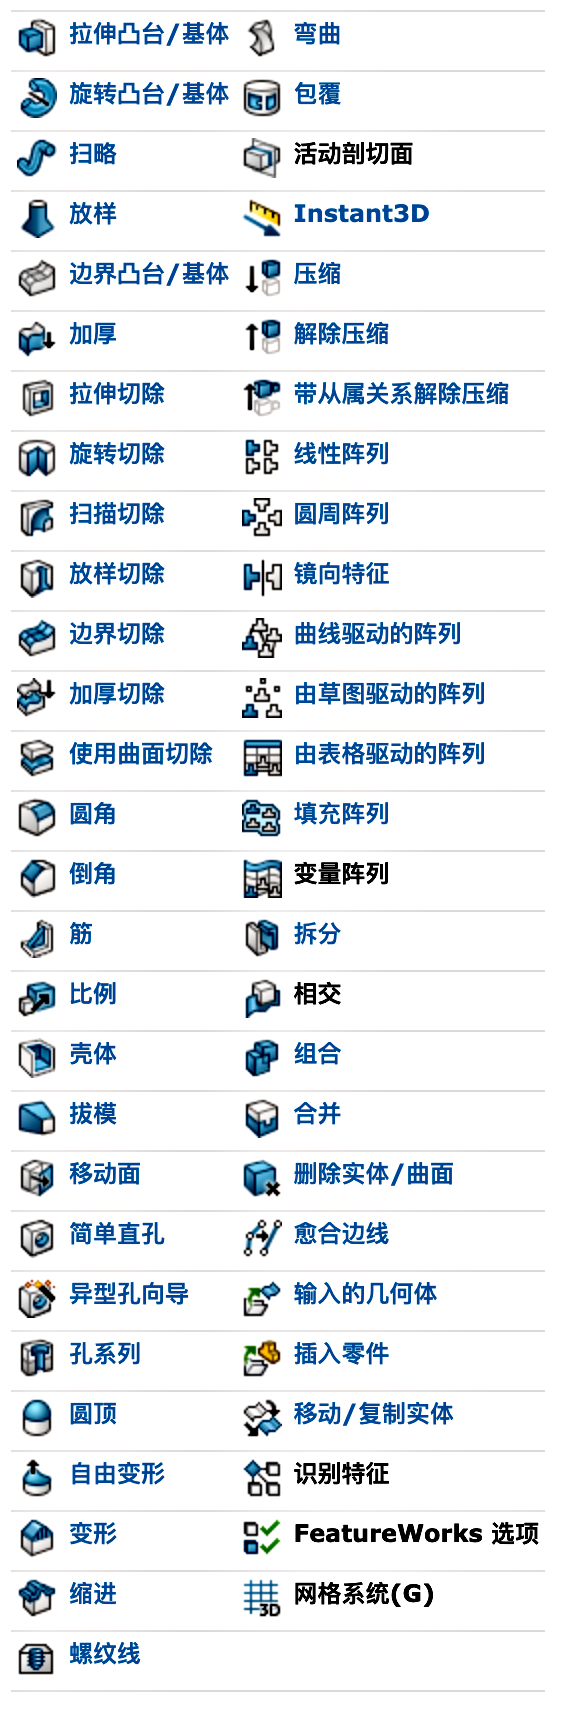 拉伸凸台/基体 弯曲
旋转凸台/基体 包覆
扫略 活动剖切面
放样 Instant3D
边界凸台/基体 压缩
加厚 解除压缩
拉伸切除 带从属关系解除压缩
旋转切除 线性阵列
扫描切除 圆周阵列
放样切除 镜向特征
边界切除 曲线驱动的阵列
加厚切除 由草图驱动的阵列
使用曲面切除 由表格驱动的阵列
圆角 填充阵列
倒角 变量阵列
筋 拆分
比例 相交
壳体 组合
拔模 合并
移动面 删除实体/曲面
简单直孔 愈合边线
异型孔向导 输入的几何体
孔系列 插入零件
圆顶 移动/复制实体
自由变形 识别特征
变形 FeatureWorks 选项
缩进 3D 网格系统(G)
螺纹线